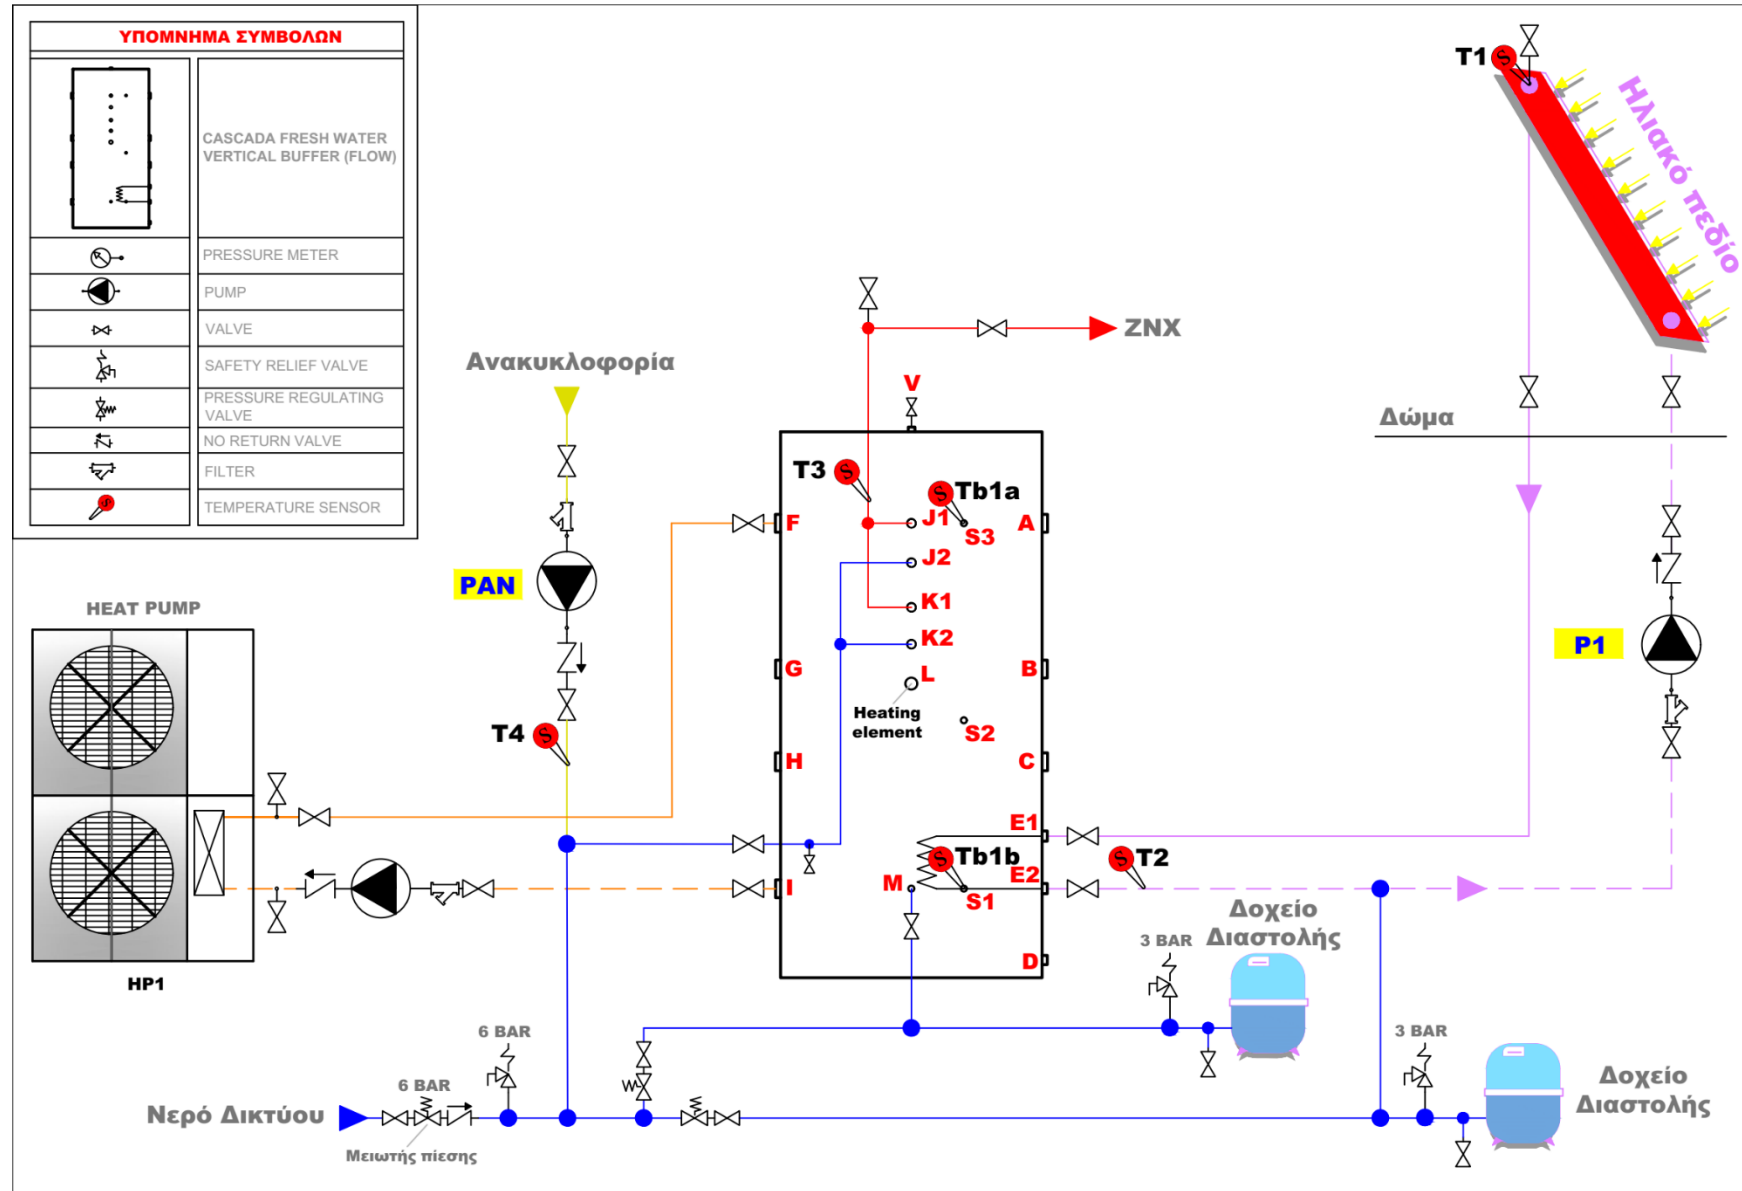 ΥΠΟΜΝΗΜΑ ΣΥΜΒΟΛΩΝ
CASCADA FRESH WATER
VERTICAL BUFFER (FLOW)
PRESSURE METER
PUMP
VALVE
SAFETY RELIEF VALVE
PRESSURE REGULATING
VALVE
NO RETURN VALVE
FILTER
TEMPERATURE SENSOR
T1
S
Ηλιακό πεδίο
ΖΝΧ
Ανακυκλοφορία
V
Δώμα
T3
S
S
Tb1a
F
J1
S3
A
J2
PAN
K1
HEAT PUMP
K2
P1
G
L
B
Heating
element
S2
T4
S
H
C
E1
S
Tb1b
S
T2
M
E2
I
S1
Δοχείο
Διαστολής
3 BAR
D
HP1
6 BAR
3 BAR
6 BAR
Νερό Δικτύου
Μειωτής πίεσης
Δοχείο
Διαστολής